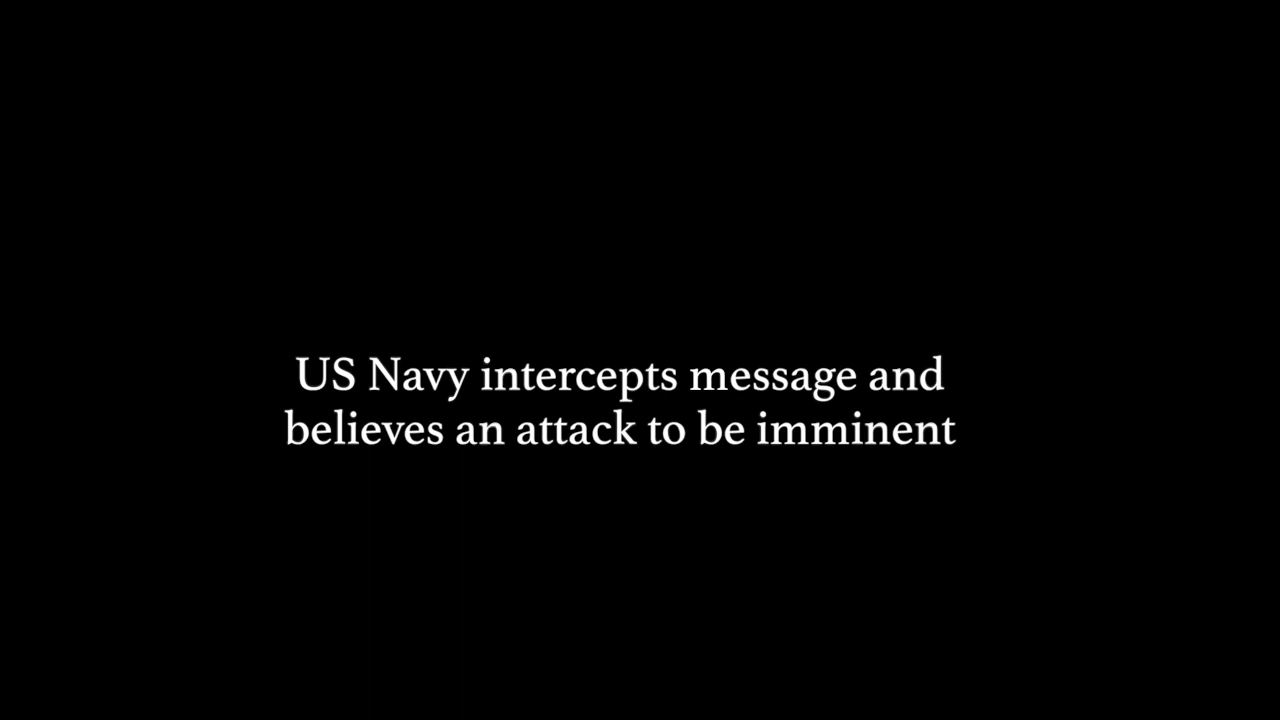 US Navy intercepts message and
believes an attack to be imminent